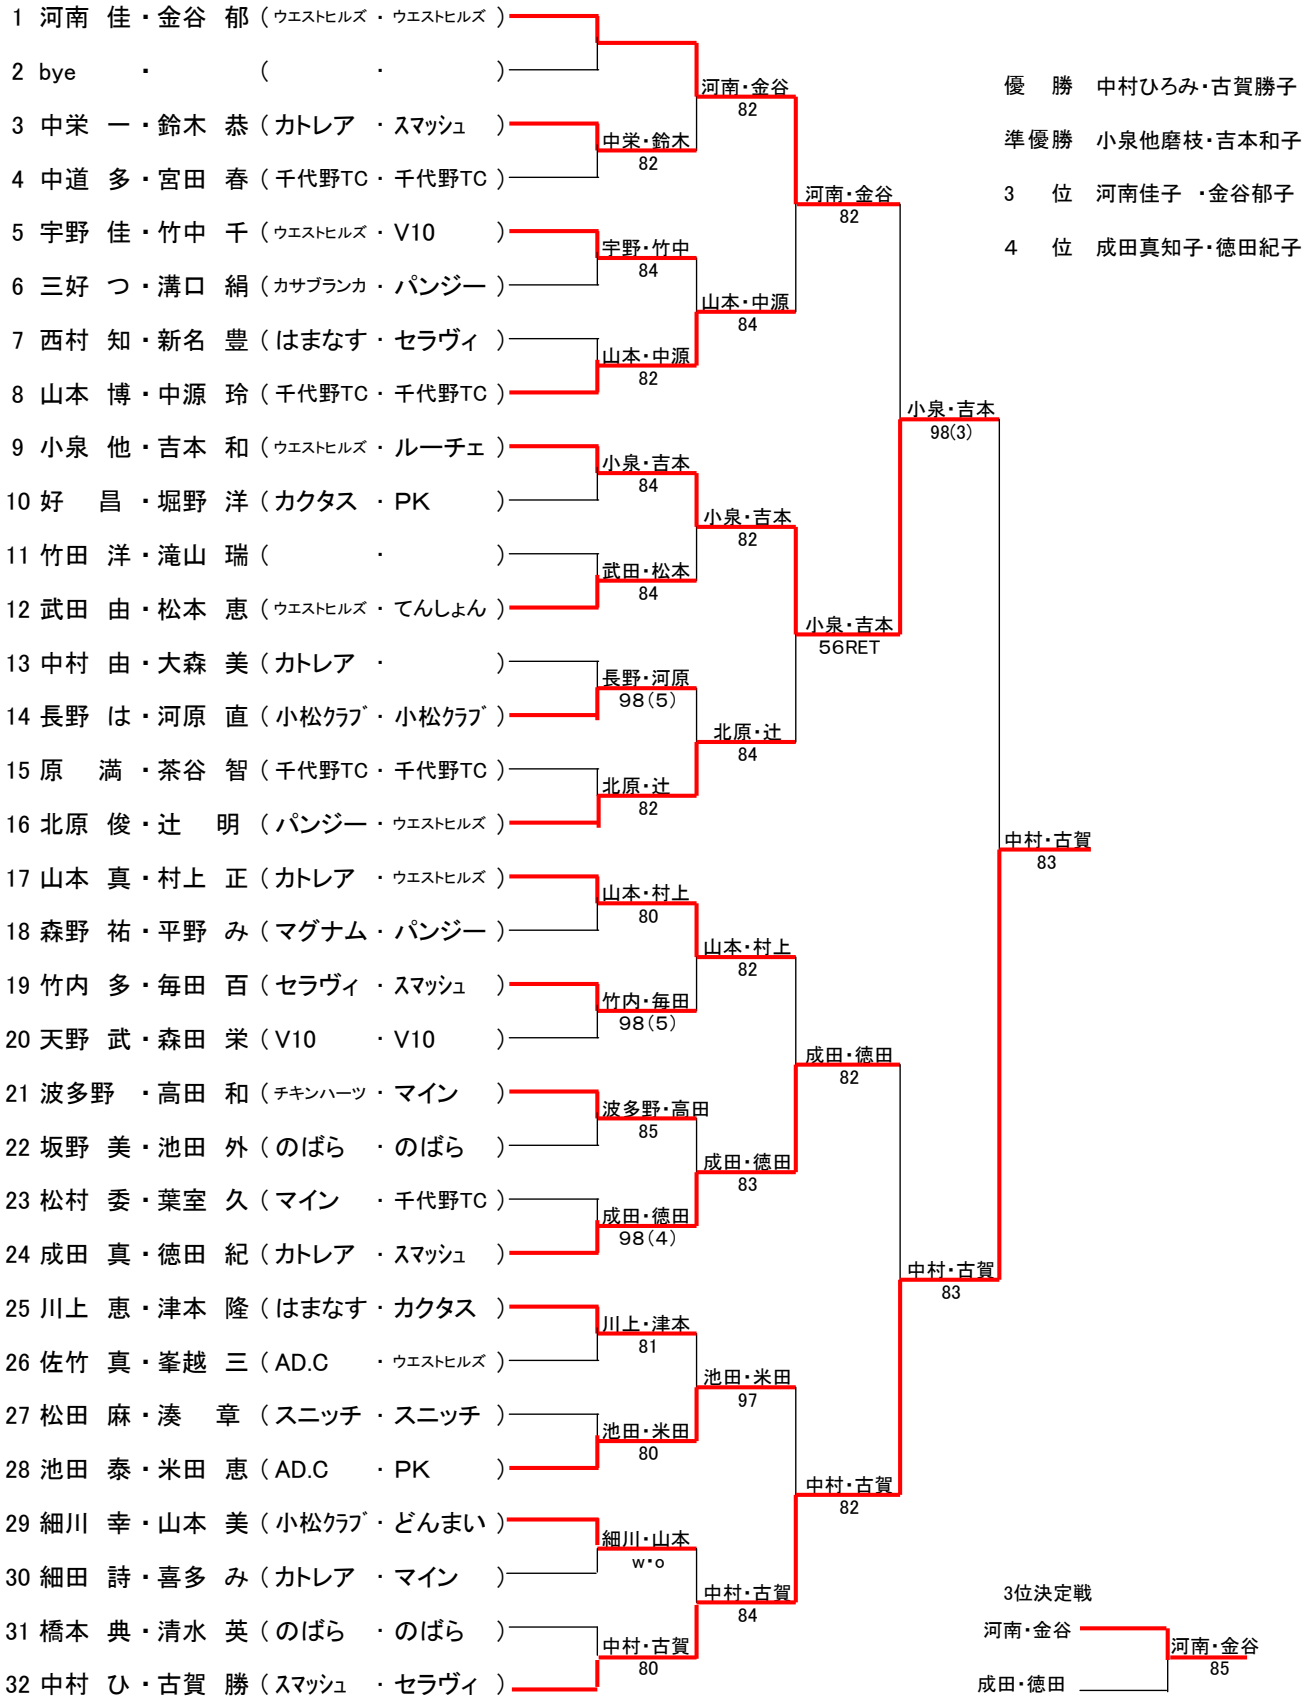 1 河南 佳・金谷 郁 ( ウエストヒルズ ・ ウエストヒルズ )
2 bye ・ ( ・ )
3 中栄 一・鈴木 恭 ( カトレア ・ スマッシュ )
4 中道 多・宮田 春 ( 千代野TC ・ 千代野TC )
5 宇野 佳・竹中 千 ( ウエストヒルズ ・ V10 )
6 三好 つ・溝口 絹 ( カサブランカ ・ パンジー )
7 西村 知・新名 豊 ( はまなす ・ セラヴィ )
8 山本 博・中源 玲 ( 千代野TC ・ 千代野TC )
9 小泉 他・吉本 和 ( ウエストヒルズ ・ ルーチェ )
10 好 昌・堀野 洋 ( カクタス ・ PK )
11 竹田 洋・滝山 瑞 ( ・ )
12 武田 由・松本 恵 ( ウエストヒルズ ・ てんしょん )
13 中村 由・大森 美 ( カトレア ・ )
14 長野 は・河原 直 ( 小松クラブ ・ 小松クラブ )
15 原 満・茶谷 智 ( 千代野TC ・ 千代野TC )
16 北原 俊・辻 明 ( パンジー ・ ウエストヒルズ )
17 山本 真・村上 正 ( カトレア ・ ウエストヒルズ )
18 森野 祐・平野 み ( マグナム ・ パンジー )
19 竹内 多・毎田 百 ( セラヴィ ・ スマッシュ )
20 天野 武・森田 栄 ( V10 ・ V10 )
21 波多野 ・高田 和 ( チキンハーツ ・ マイン )
22 坂野 美・池田 外 ( のばら ・ のばら )
23 松村 委・葉室 久 ( マイン ・ 千代野TC )
24 成田 真・徳田 紀 ( カトレア ・ スマッシュ )
25 川上 恵・津本 隆 ( はまなす ・ カクタス )
26 佐竹 真・峯越 三 ( AD.C ・ ウエストヒルズ )
27 松田 麻・湊 章 ( スニッチ ・ スニッチ )
28 池田 泰・米田 恵 ( AD.C ・ PK )
29 細川 幸・山本 美 ( 小松クラブ ・ どんまい )
30 細田 詩・喜多 み ( カトレア ・ マイン )
31 橋本 典・清水 英 ( のばら ・ のばら )
32 中村 ひ・古賀 勝 ( スマッシュ ・ セラヴィ )
中栄・鈴木
82
宇野・竹中
84
山本・中源
82
小泉・吉本
84
武田・松本
84
長野・河原
98(5)
北原・辻
82
山本・村上
80
竹内・毎田
98(5)
波多野・高田
85
成田・徳田
98(4)
川上・津本
81
池田・米田
80
細川・山本
w・o
中村・古賀
80
河南・金谷
82
山本・中源
84
小泉・吉本
82
北原・辻
84
山本・村上
82
成田・徳田
83
池田・米田
97
中村・古賀
84
河南・金谷
82
小泉・吉本
56RET
成田・徳田
82
中村・古賀
82
小泉・吉本
98(3)
中村・古賀
83
中村・古賀
83
優 勝 中村ひろみ・古賀勝子
準優勝 小泉他磨枝・吉本和子
3 位 河南佳子 ・金谷郁子
4 位 成田真知子・徳田紀子
3位決定戦
河南・金谷
成田・徳田
河南・金谷
85